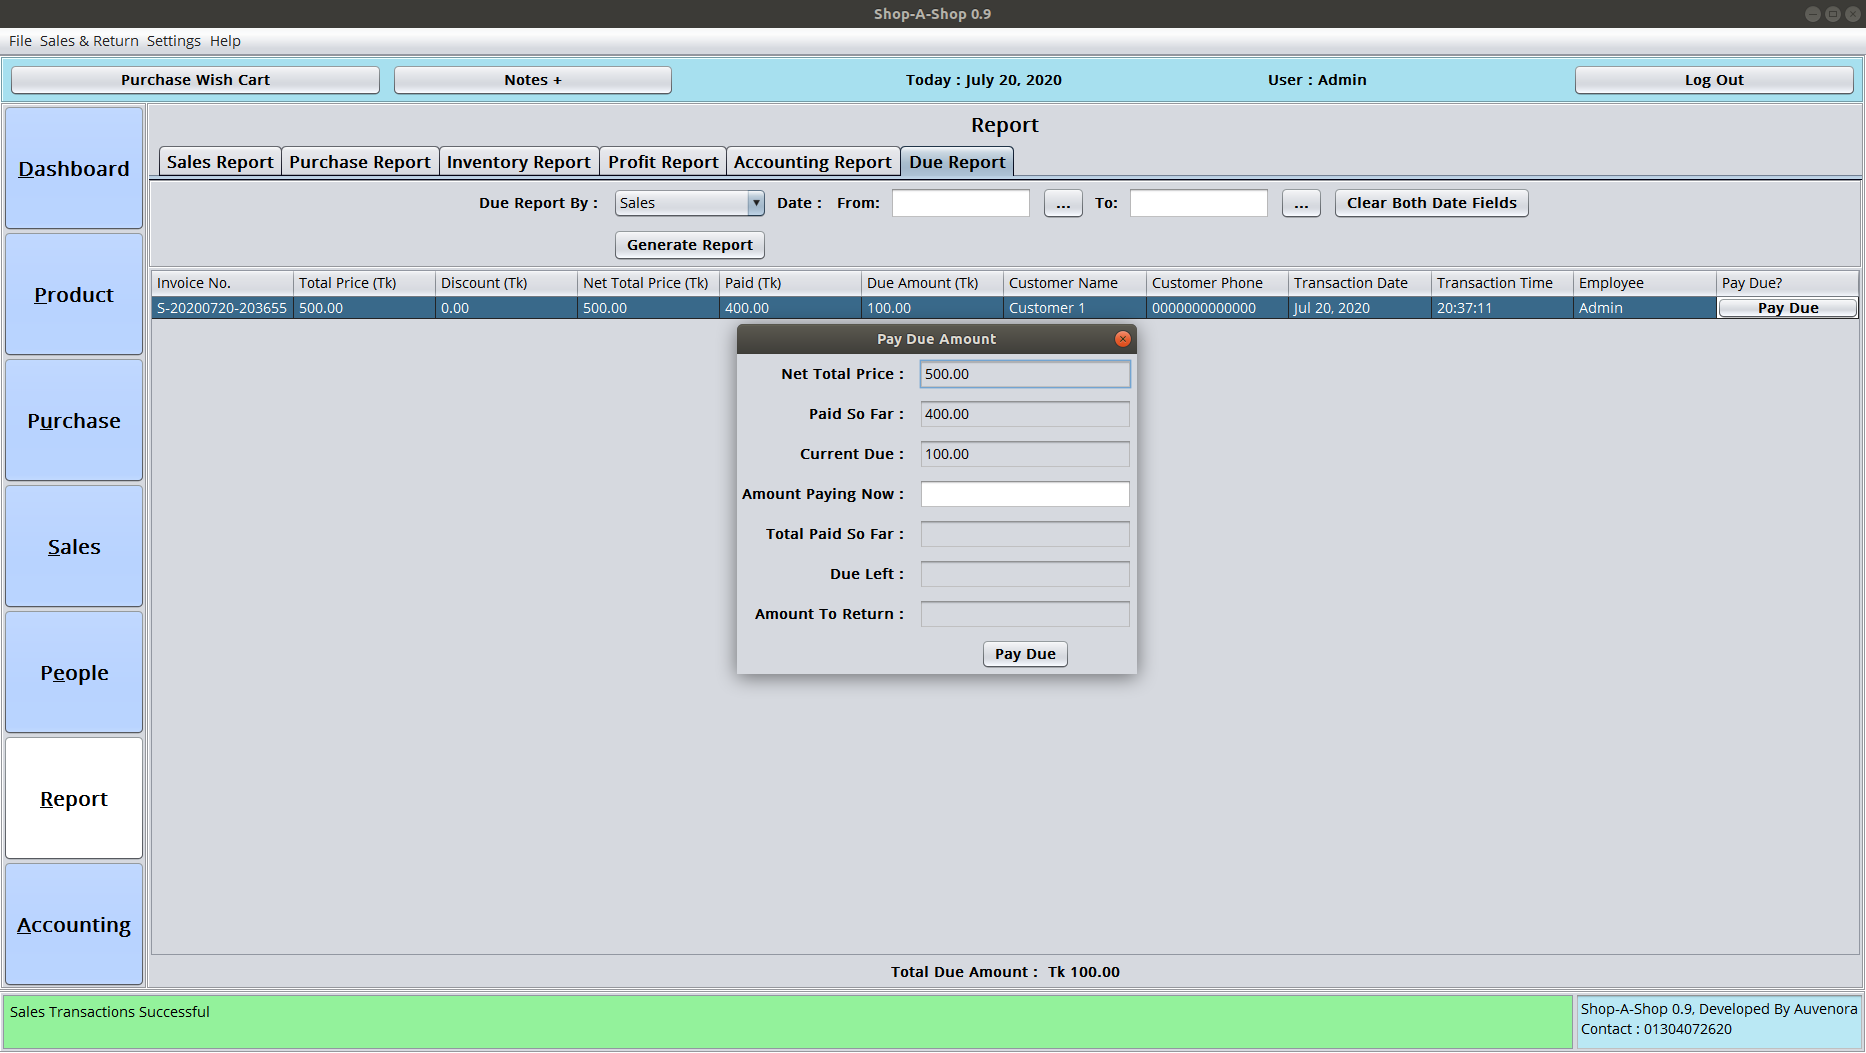 Shop-A-Shop 0.9
File Sales & Return Settings Help
Purchase Wish Cart Notes + Today : July 20, 2020 User : Admin Log Out
Dashboard
Product
Purchase
Sales
People
Report
Accounting
Report
Sales Report Purchase Report Inventory Report Profit Report Accounting Report Due Report
Due Report By : Sales Date : From: ... To: ... Clear Both Date Fields
Generate Report
Invoice No. Total Price (Tk) Discount (Tk) Net Total Price (Tk) Paid (Tk) Due Amount (Tk) Customer Name Customer Phone Transaction Date Transaction Time Employee Pay Due?
S-20200720-203655 500.00 0.00 500.00 400.00 100.00 Customer 1 0000000000000 Jul 20, 2020 20:37:11 Admin Pay Due
Pay Due Amount
Net Total Price : 500.00
Paid So Far : 400.00
Current Due : 100.00
Amount Paying Now :
Total Paid So Far :
Due Left :
Amount To Return :
Pay Due
Total Due Amount : Tk 100.00
Sales Transactions Successful
Shop-A-Shop 0.9, Developed By Auvenora
Contact : 01304072620